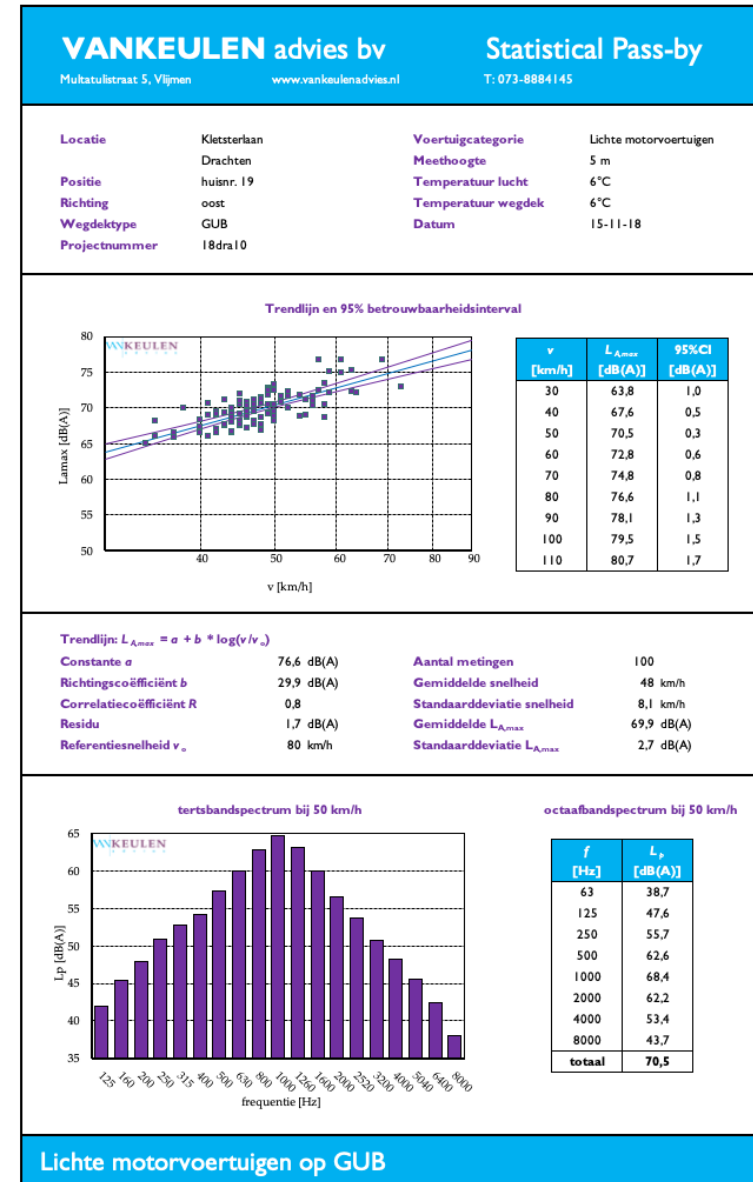 VANKEULEN advies bv Statistical Pass-by
Multatulistraat 5, Vlijmen www.vankeulenadvies.nl T: 073-8884145
Locatie Kletsterlaan Voertuigcategorie Lichte motorvoertuigen
Drachten Meethoogte 5 m
Positie huisnr. 19 Temperatuur lucht 6°C
Richting oost Temperatuur wegdek 6°C
Wegdektype GUB Datum 15-11-18
Projectnummer 18dra10
Trendlijn en 95% betrouwbaarheidsinterval
VANKEULEN
ADVIES
Lamax [dB(A)]
80
75
70
65
60
55
50
40 50 60 70 80 90
v [km/h]
v LA,max 95%CI
[km/h] [dB(A)] [dB(A)]
30 63,8 1,0
40 67,6 0,5
50 70,5 0,3
60 72,8 0,6
70 74,8 0,8
80 76,6 1,1
90 78,1 1,3
100 79,5 1,5
110 80,7 1,7
Trendlijn: LA,max = a + b * log(v/vo)
Constante a 76,6 dB(A) Aantal metingen 100
Richtingscoëfficiënt b 29,9 dB(A) Gemiddelde snelheid 48 km/h
Correlatiecoëfficiënt R 0,8 Standaarddeviatie snelheid 8,1 km/h
Residu 1,7 dB(A) Gemiddelde LA,max 69,9 dB(A)
Referentiesnelheid vo 80 km/h Standaarddeviatie LA,max 2,7 dB(A)
tertsbandspectrum bij 50 km/h
VANKEULEN
ADVIES
Lp [dB(A)]
65
60
55
50
45
40
35
125 160 200 250 315 400 500 630 800 1000 1260 1600 2000 2520 3200 4000 5040 6400 8000
frequentie [Hz]
octaafbandspectrum bij 50 km/h
f Lp
[Hz] [dB(A)]
63 38,7
125 47,6
250 55,7
500 62,6
1000 68,4
2000 62,2
4000 53,4
8000 43,7
totaal 70,5
Lichte motorvoertuigen op GUB